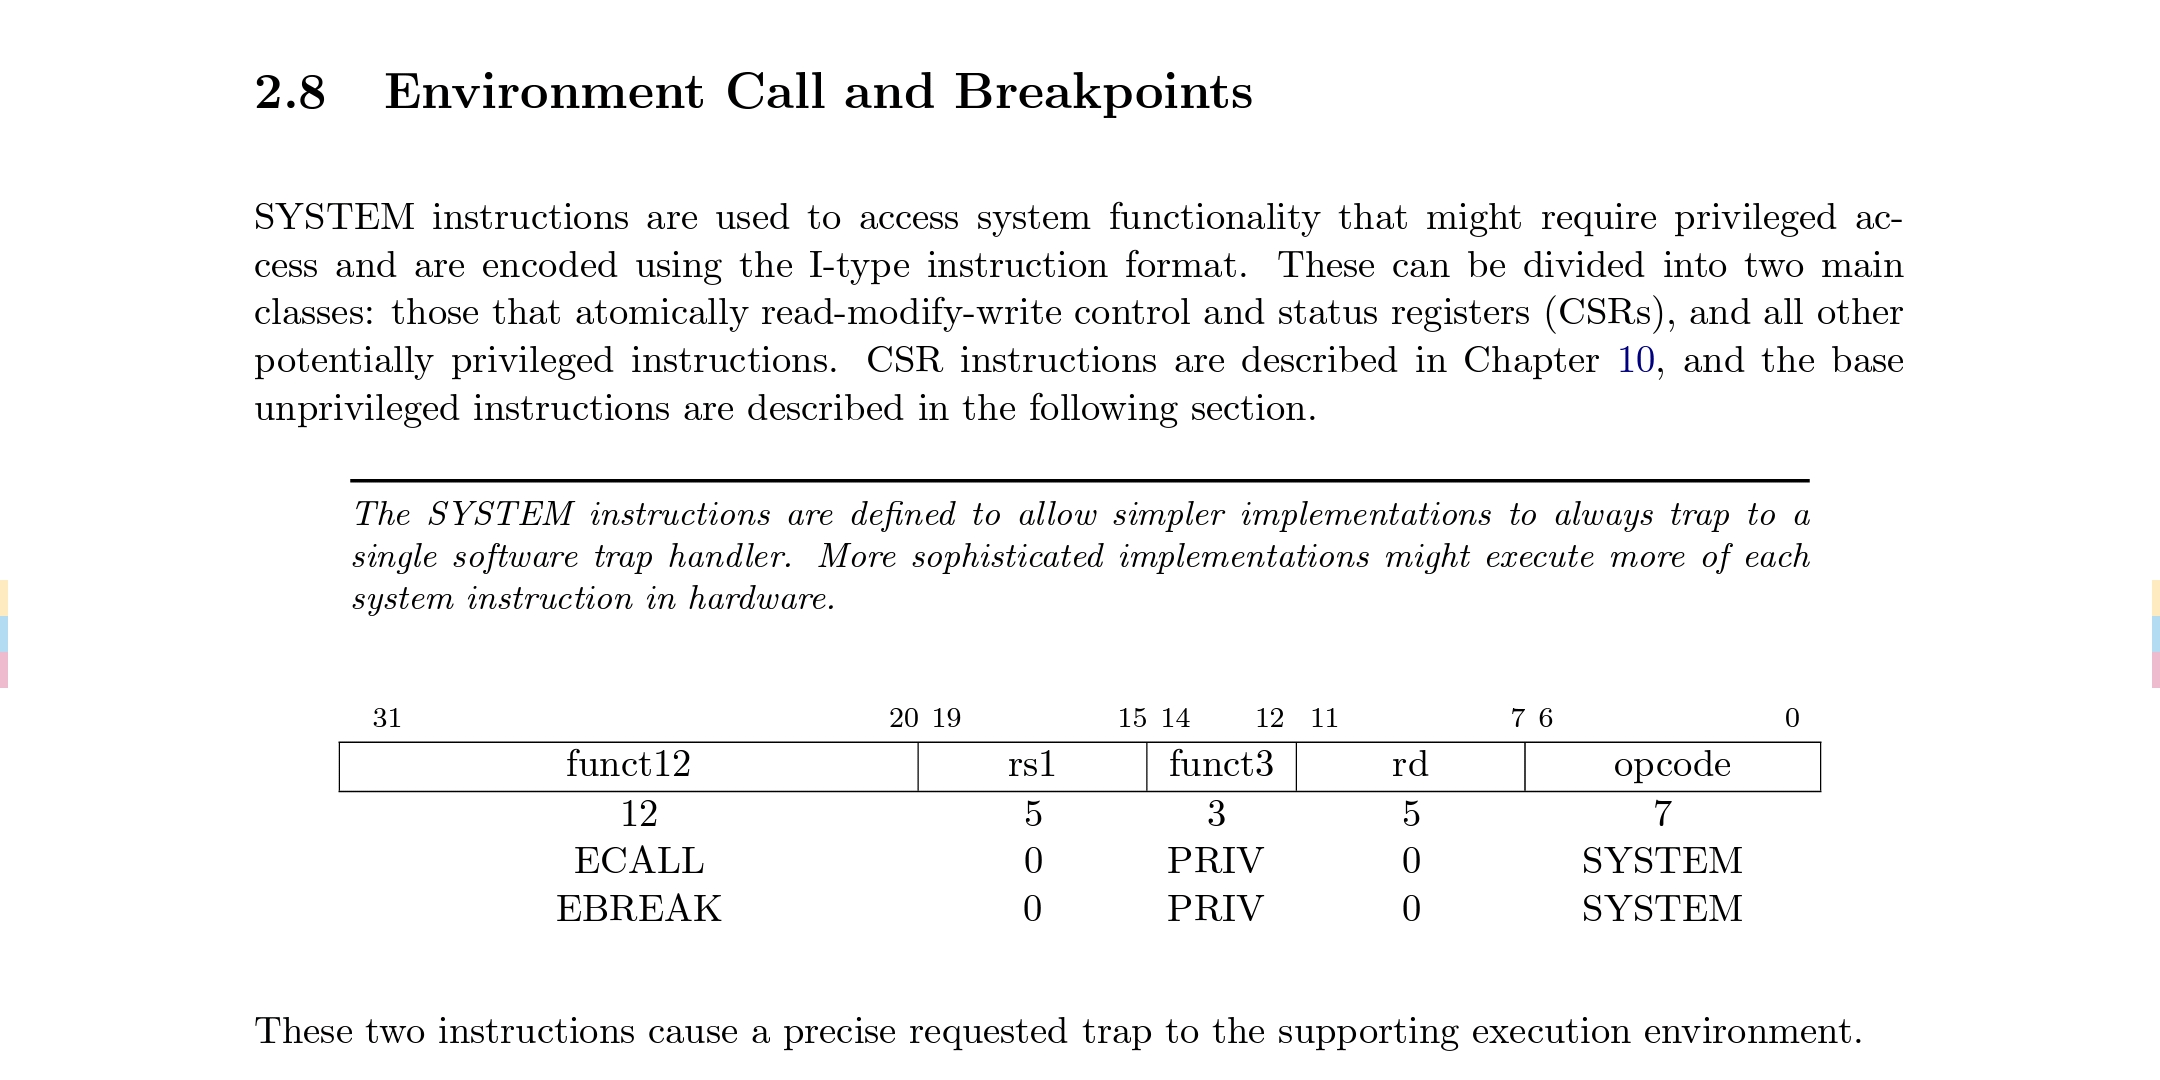 2.8 Environment Call and Breakpoints
SYSTEM instructions are used to access system functionality that might require privileged ac-
cess and are encoded using the I-type instruction format. These can be divided into two main
classes: those that atomically read-modify-write control and status registers (CSRs), and all other
potentially privileged instructions. CSR instructions are described in Chapter 10, and the base
unprivileged instructions are described in the following section.
The SYSTEM instructions are defined to allow simpler implementations to always trap to a
single software trap handler. More sophisticated implementations might execute more of each
system instruction in hardware.
31 20 19 15 14 12 11 7 6 0
funct12 rs1 funct3 rd opcode
12 5 3 5 7
ECALL 0 PRIV 0 SYSTEM
EBREAK 0 PRIV 0 SYSTEM
These two instructions cause a precise requested trap to the supporting execution environment.